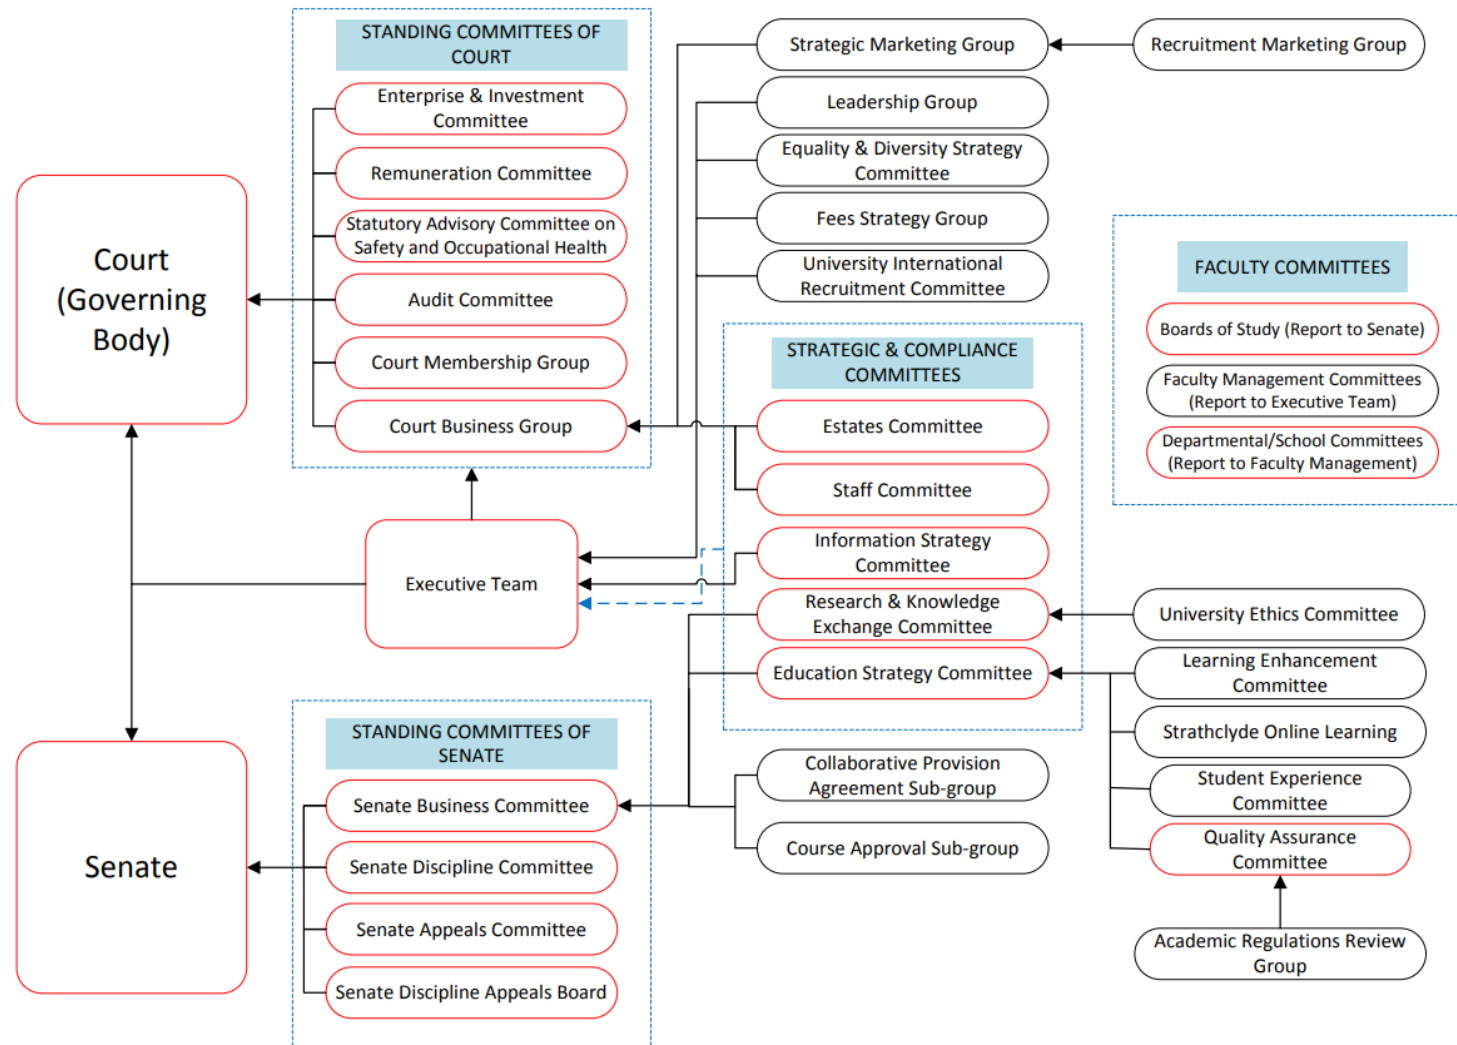 STANDING COMMITTEES OF
COURT
Enterprise & Investment
Committee
Remuneration Committee
Statutory Advisory Committee on
Safety and Occupational Health
Audit Committee
Court Membership Group
Court Business Group
Court
(Governing
Body)
Executive Team
Senate
STANDING COMMITTEES OF
SENATE
Senate Business Committee
Senate Discipline Committee
Senate Appeals Committee
Senate Discipline Appeals Board
Strategic Marketing Group
Recruitment Marketing Group
Leadership Group
Equality & Diversity Strategy
Committee
Fees Strategy Group
University International
Recruitment Committee
STRATEGIC & COMPLIANCE
COMMITTEES
Estates Committee
Staff Committee
Information Strategy
Committee
Research & Knowledge
Exchange Committee
Education Strategy Committee
Collaborative Provision
Agreement Sub-group
Course Approval Sub-group
FACULTY COMMITTEES
Boards of Study (Report to Senate)
Faculty Management Committees
(Report to Executive Team)
Departmental/School Committees
(Report to Faculty Management)
University Ethics Committee
Learning Enhancement
Committee
Strathclyde Online Learning
Student Experience
Committee
Quality Assurance
Committee
Academic Regulations Review
Group